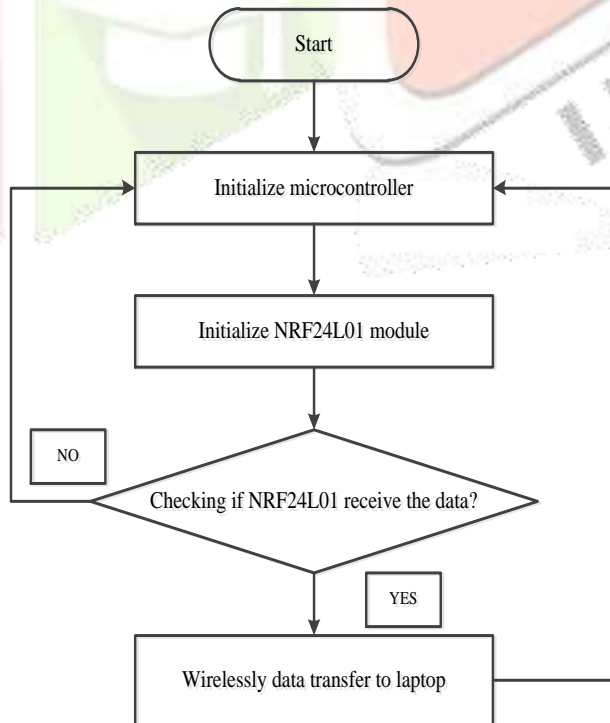 Start
Initialize microcontroller
Initialize NRF24L01 module
NO
Checking if NRF24L01 receive the data?
YES
Wirelessly data transfer to laptop